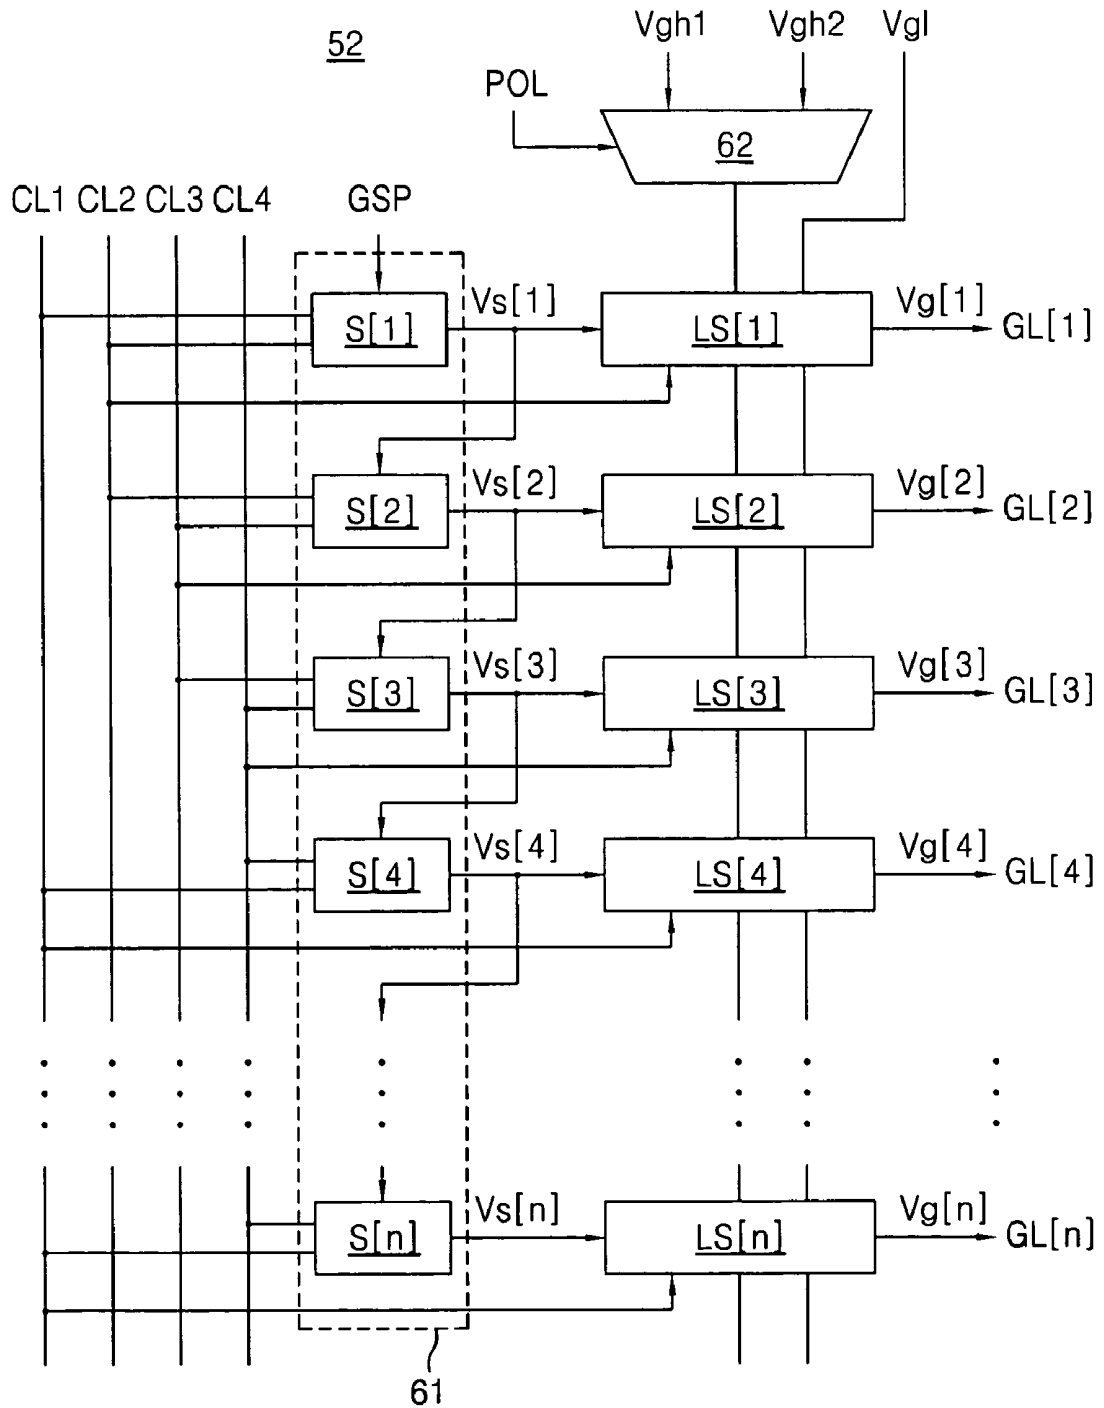 52
Vgh1 Vgh2 Vgl
POL
62
CL1 CL2 CL3 CL4 GSP
S[1] Vs[1] LS[1] Vg[1] GL[1]
S[2] Vs[2] LS[2] Vg[2] GL[2]
S[3] Vs[3] LS[3] Vg[3] GL[3]
S[4] Vs[4] LS[4] Vg[4] GL[4]
S[n] Vs[n] LS[n] Vg[n] GL[n]
61